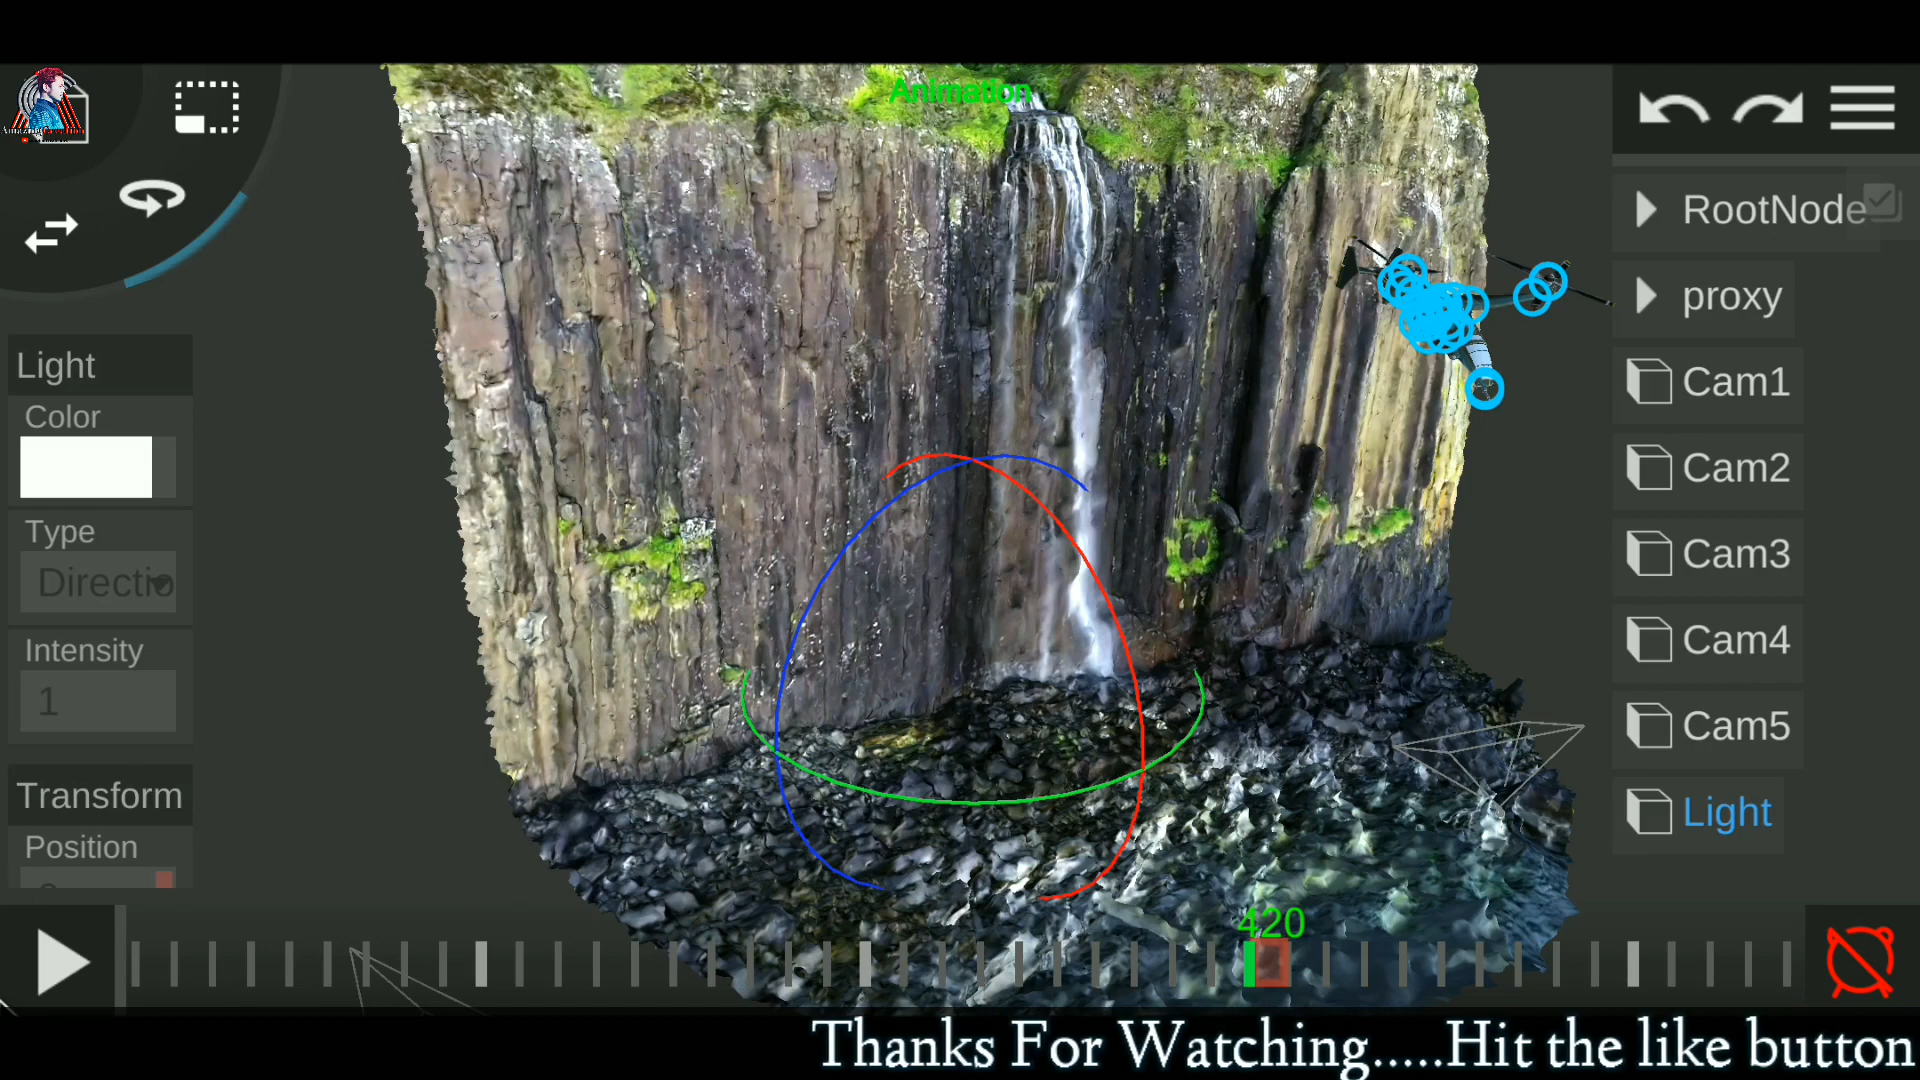 Animation
RootNode
proxy
Cam1
Cam2
Cam3
Cam4
Cam5
Light
Light
Color
Type
Directio
Intensity
1
Transform
Position
420
Thanks For Watching.....Hit the like button